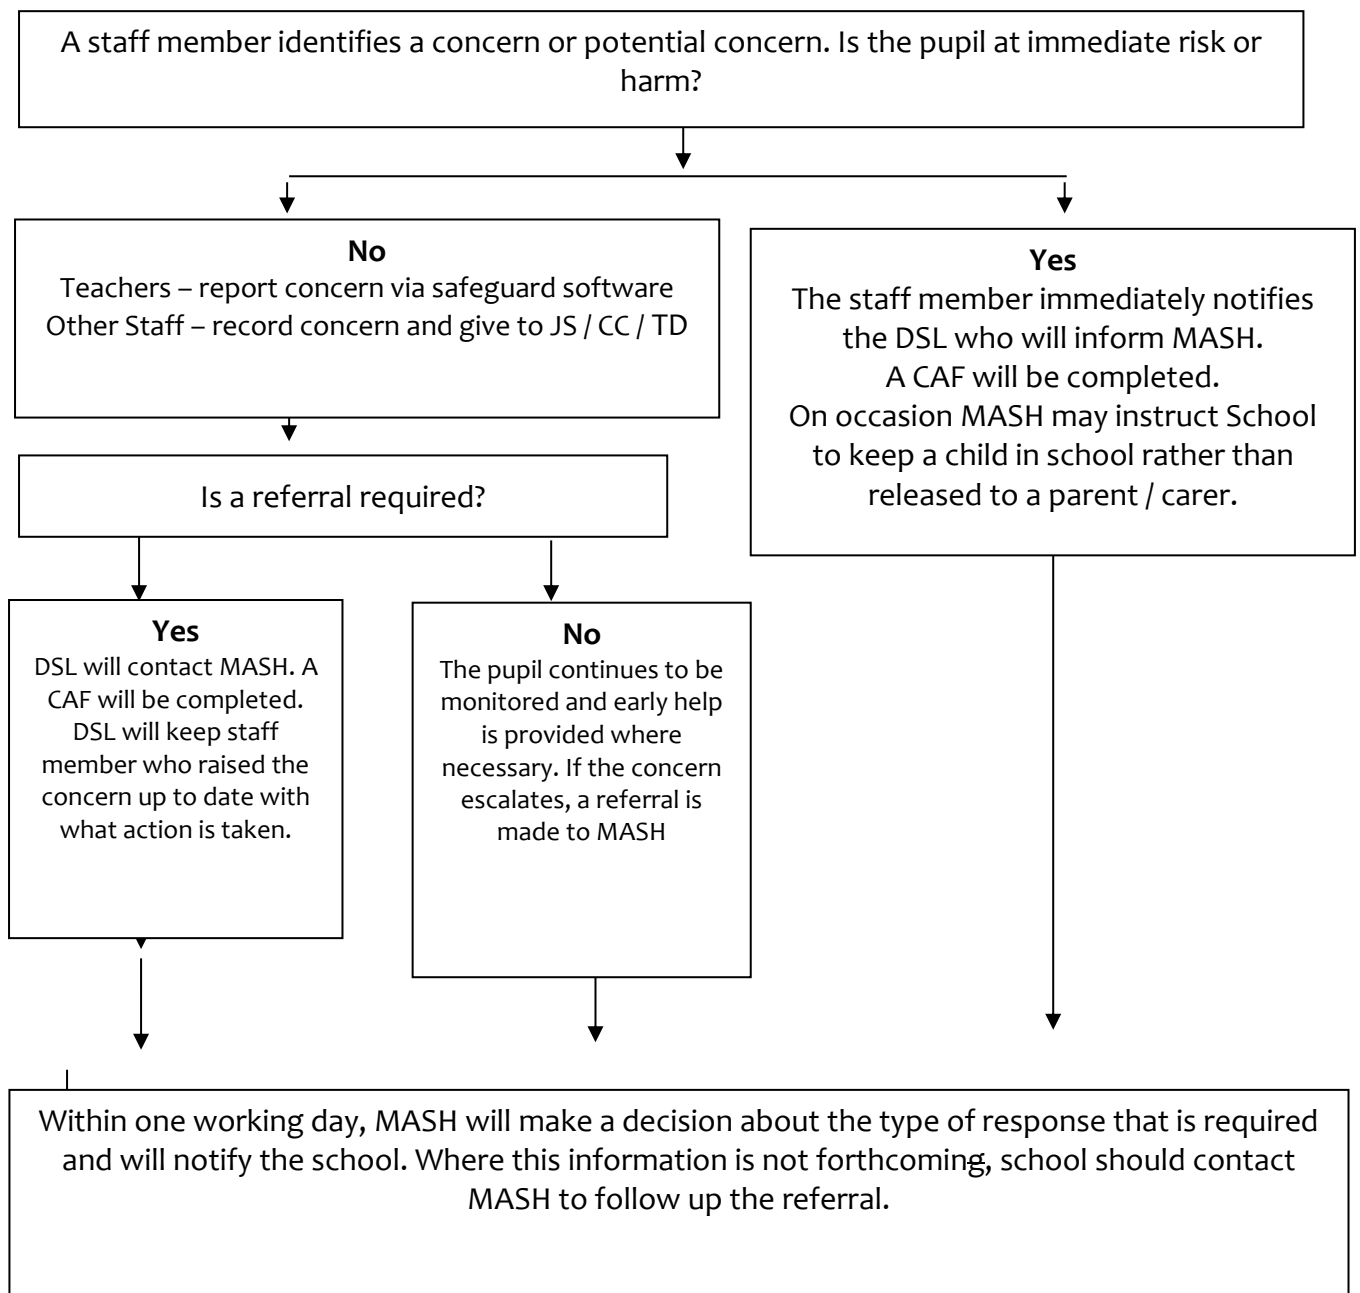 A staff member identifies a concern or potential concern. Is the pupil at immediate risk or
harm?
No
Teachers – report concern via safeguard software
Other Staff – record concern and give to JS / CC / TD
Yes
The staff member immediately notifies
the DSL who will inform MASH.
A CAF will be completed.
On occasion MASH may instruct School
to keep a child in school rather than
released to a parent / carer.
Is a referral required?
Yes
DSL will contact MASH. A
CAF will be completed.
DSL will keep staff
member who raised the
concern up to date with
what action is taken.
No
The pupil continues to be
monitored and early help
is provided where
necessary. If the concern
escalates, a referral is
made to MASH
Within one working day, MASH will make a decision about the type of response that is required
and will notify the school. Where this information is not forthcoming, school should contact
MASH to follow up the referral.